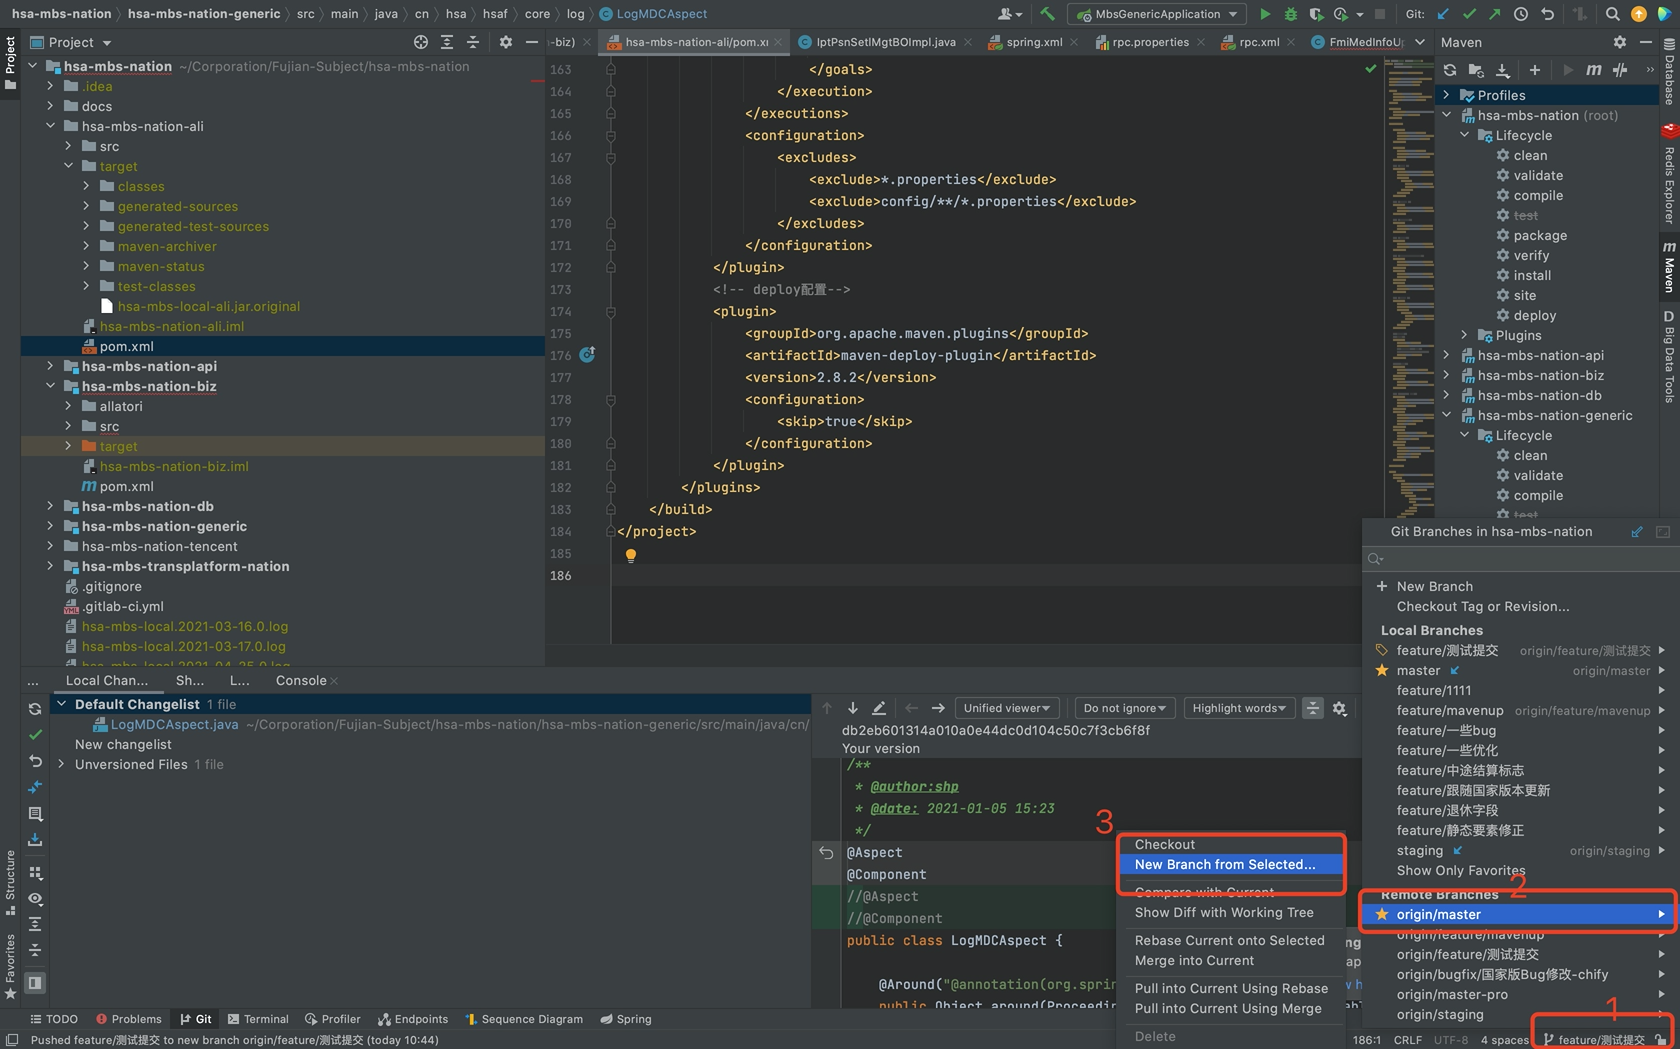 hsa-mbs-nation hsa-mbs-nation-generic src main java cn hsa hsaf core log LogMDCAspect
MbsGenericApplication
Git:
Project
hsa-mbs-nation ~/Corporation/Fujian-Subject/hsa-mbs-nation
.idea
docs
hsa-mbs-nation-ali
src
target
classes
generated-sources
generated-test-sources
maven-archiver
maven-status
test-classes
hsa-mbs-local-ali.jar.original
hsa-mbs-nation-ali.iml
pom.xml
hsa-mbs-nation-api
hsa-mbs-nation-biz
allatori
src
target
hsa-mbs-nation-biz.iml
pom.xml
hsa-mbs-nation-db
hsa-mbs-nation-generic
hsa-mbs-nation-tencent
hsa-mbs-transplatform-nation
.gitignore
.gitlab-ci.yml
hsa-mbs-local.2021-03-16.0.log
hsa-mbs-local.2021-03-17.0.log
hsa-mbs-local.2021-04-25.0.log
Project
Structure
Favorites
-biz) hsa-mbs-nation-ali/pom.x IptPsnSetlMgtBOImpl.java spring.xml rpc.properties rpc.xml FmiMedInfoU
163 </goals>
164 </execution>
165 </executions>
166 <configuration>
167 <excludes>
168 <exclude>*.properties</exclude>
169 <exclude>config/**/*.properties</exclude>
170 </excludes>
171 </configuration>
172 </plugin>
173 <!-- deploy配置-->
174 <plugin>
175 <groupId>org.apache.maven.plugins</groupId>
176 <artifactId>maven-deploy-plugin</artifactId>
177 <version>2.8.2</version>
178 <configuration>
179 <skip>true</skip>
180 </configuration>
181 </plugin>
182 </plugins>
183 </build>
184 </project>
185
186
Maven
Profiles
hsa-mbs-nation (root)
Lifecycle
clean
validate
compile
test
package
verify
install
site
deploy
Plugins
hsa-mbs-nation-api
hsa-mbs-nation-biz
hsa-mbs-nation-db
hsa-mbs-nation-generic
Lifecycle
clean
validate
compile
test
Database
Redis Explorer
Maven
Big Data Tools
Git Branches in hsa-mbs-nation
New Branch
Checkout Tag or Revision...
Local Branches
feature/测试提交 origin/feature/测试提交
master origin/master
feature/1111
feature/mavenup origin/feature/mavenup
feature/一些bug
feature/一些优化
feature/中途结算标志
feature/跟随国家版本更新
feature/退休字段
feature/静态要素修正
staging origin/staging
Show Only Favorites
2
Remote Branches
origin/master
origin/feature/mavenup
origin/feature/测试提交
origin/bugfix/国家版Bug修改-chify
origin/master-pro
origin/staging
1
... Local Chan... Sh... L... Console
Default Changelist 1 file
LogMDCAspect.java ~/Corporation/Fujian-Subject/hsa-mbs-nation/hsa-mbs-nation-generic/src/main/java/cn/
New changelist
Unversioned Files 1 file
Unified viewer Do not ignore Highlight words
db2eb601314a010a0e44dc0d104c50c7f3cb6f8f
Your version
/**
* @author:shp
* @date: 2021-01-05 15:23
*/
@Aspect
@Component
//@Aspect
//@Component
public class LogMDCAspect {
@Around("@annotation(org.sprin
public Object around(Proceedin
3
Checkout
New Branch from Selected...
Compare with Current
Show Diff with Working Tree
Rebase Current onto Selected
Merge into Current
Pull into Current Using Rebase
Pull into Current Using Merge
Delete
TODO Problems Git Terminal Profiler Endpoints Sequence Diagram Spring
Pushed feature/测试提交 to new branch origin/feature/测试提交 (today 10:44)
186:1 CRLF UTF-8 4 spaces feature/测试提交